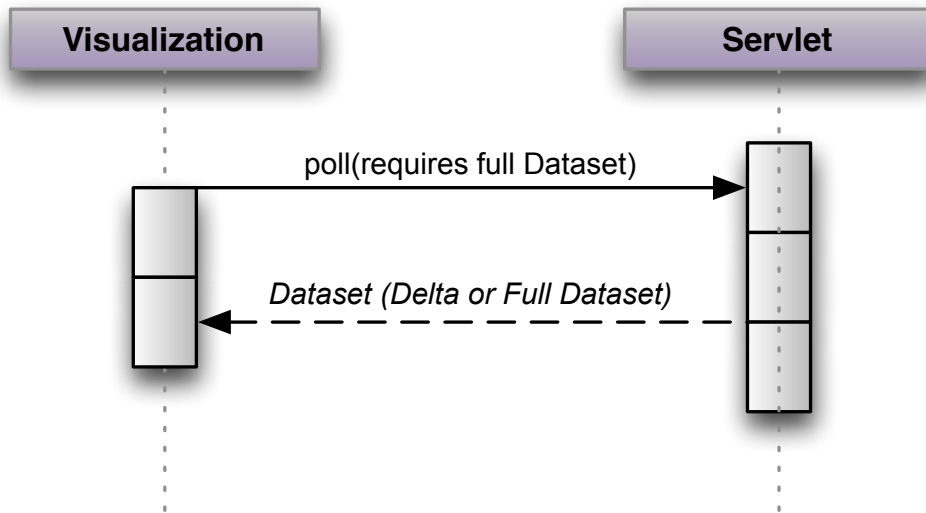 Visualization
Servlet
poll(requires full Dataset)
Dataset (Delta or Full Dataset)